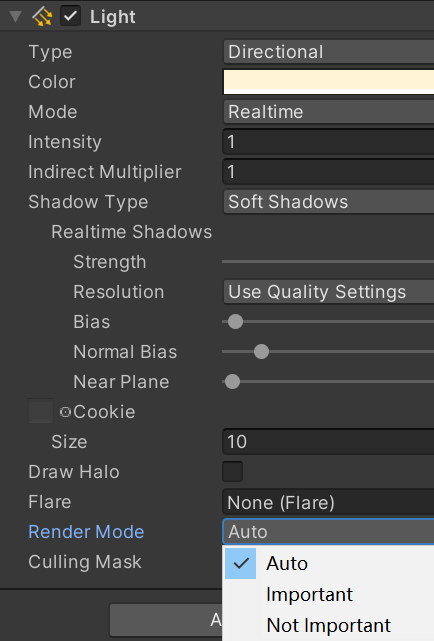 Light
Type Directional
Color
Mode Realtime
Intensity 1
Indirect Multiplier 1
Shadow Type Soft Shadows
Realtime Shadows
Strength
Resolution Use Quality Settings
Bias
Normal Bias
Near Plane
Cookie
Size 10
Draw Halo
Flare None (Flare)
Render Mode Auto
Culling Mask
Auto
Important
Not Important
A